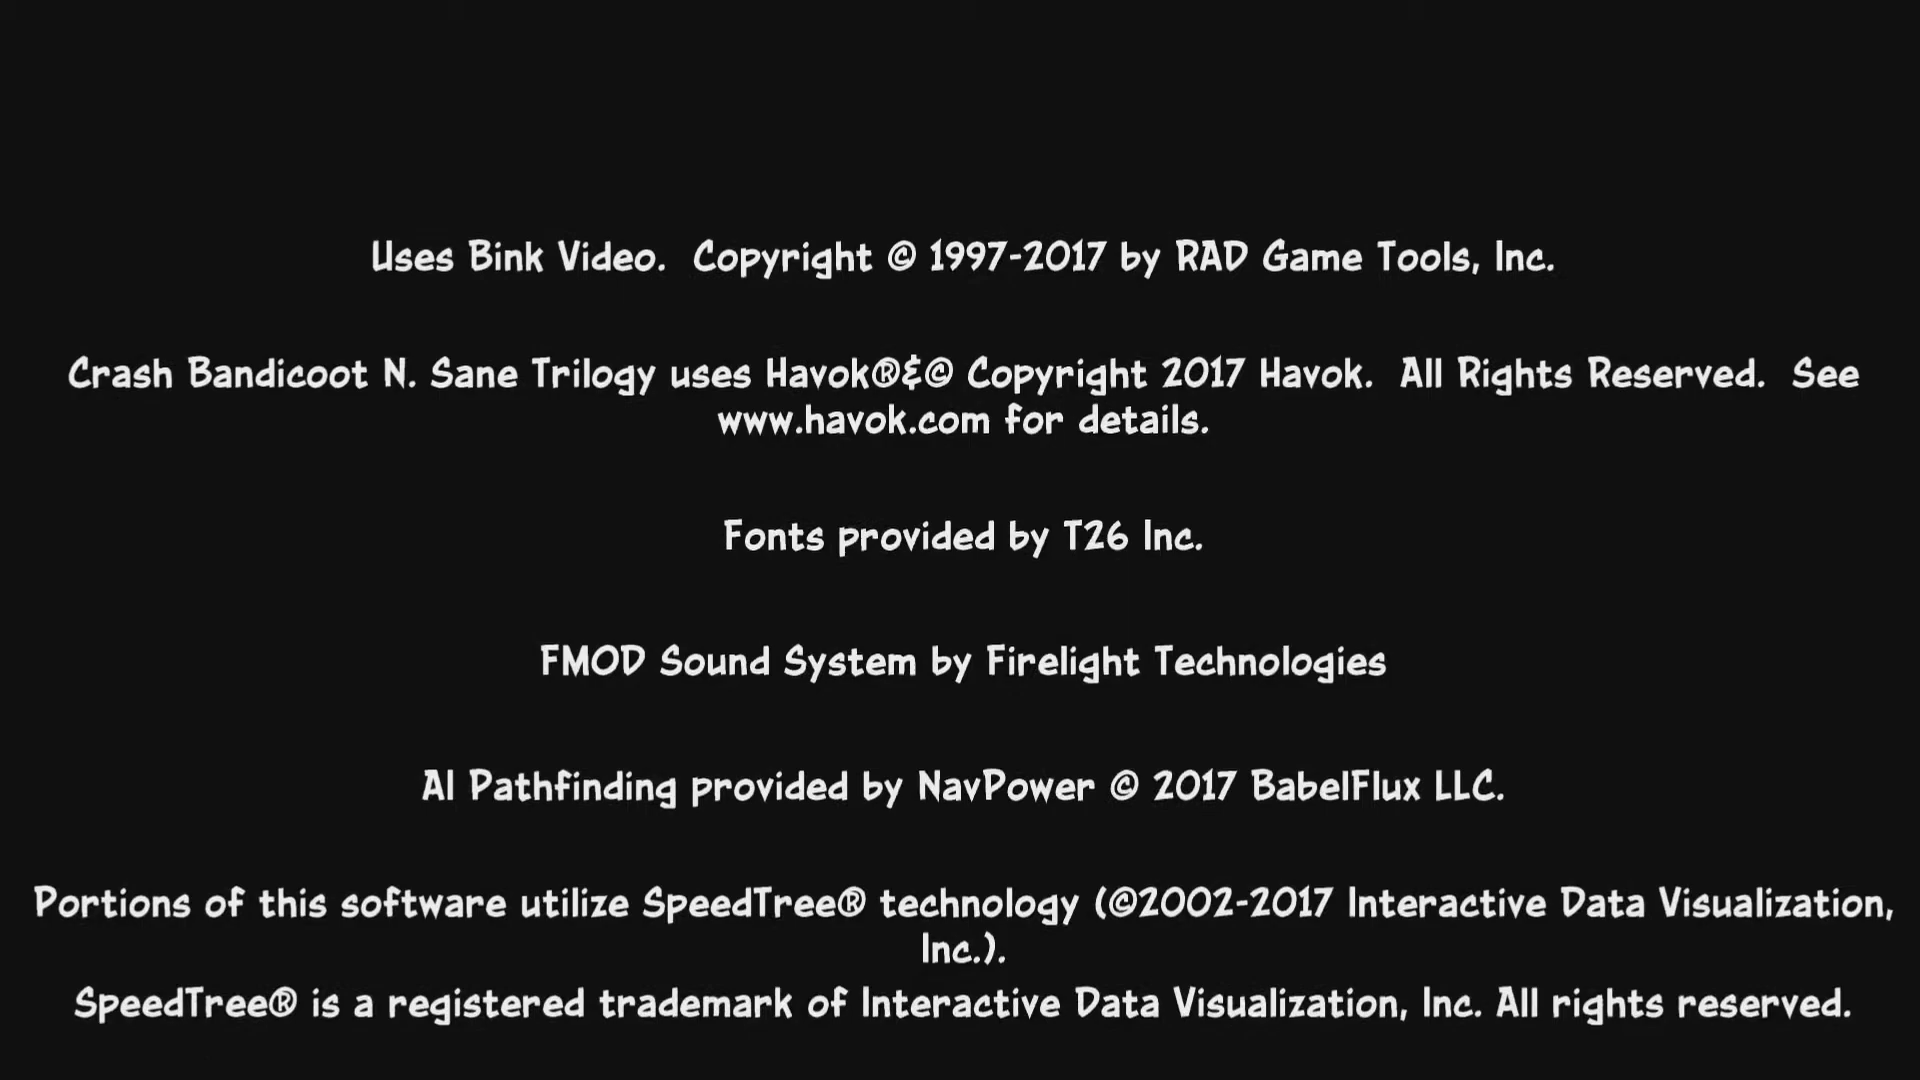 Uses Bink Video.  Copyright © 1997-2017 by RAD Game Tools, Inc.
Crash Bandicoot N. Sane Trilogy uses Havok®&© Copyright 2017 Havok.  All Rights Reserved.  See
www.havok.com for details.
Fonts provided by T26 Inc.
FMOD Sound System by Firelight Technologies
AI Pathfinding provided by NavPower © 2017 BabelFlux LLC.
Portions of this software utilize SpeedTree® technology (©2002-2017 Interactive Data Visualization,
Inc.).
SpeedTree® is a registered trademark of Interactive Data Visualization, Inc. All rights reserved.